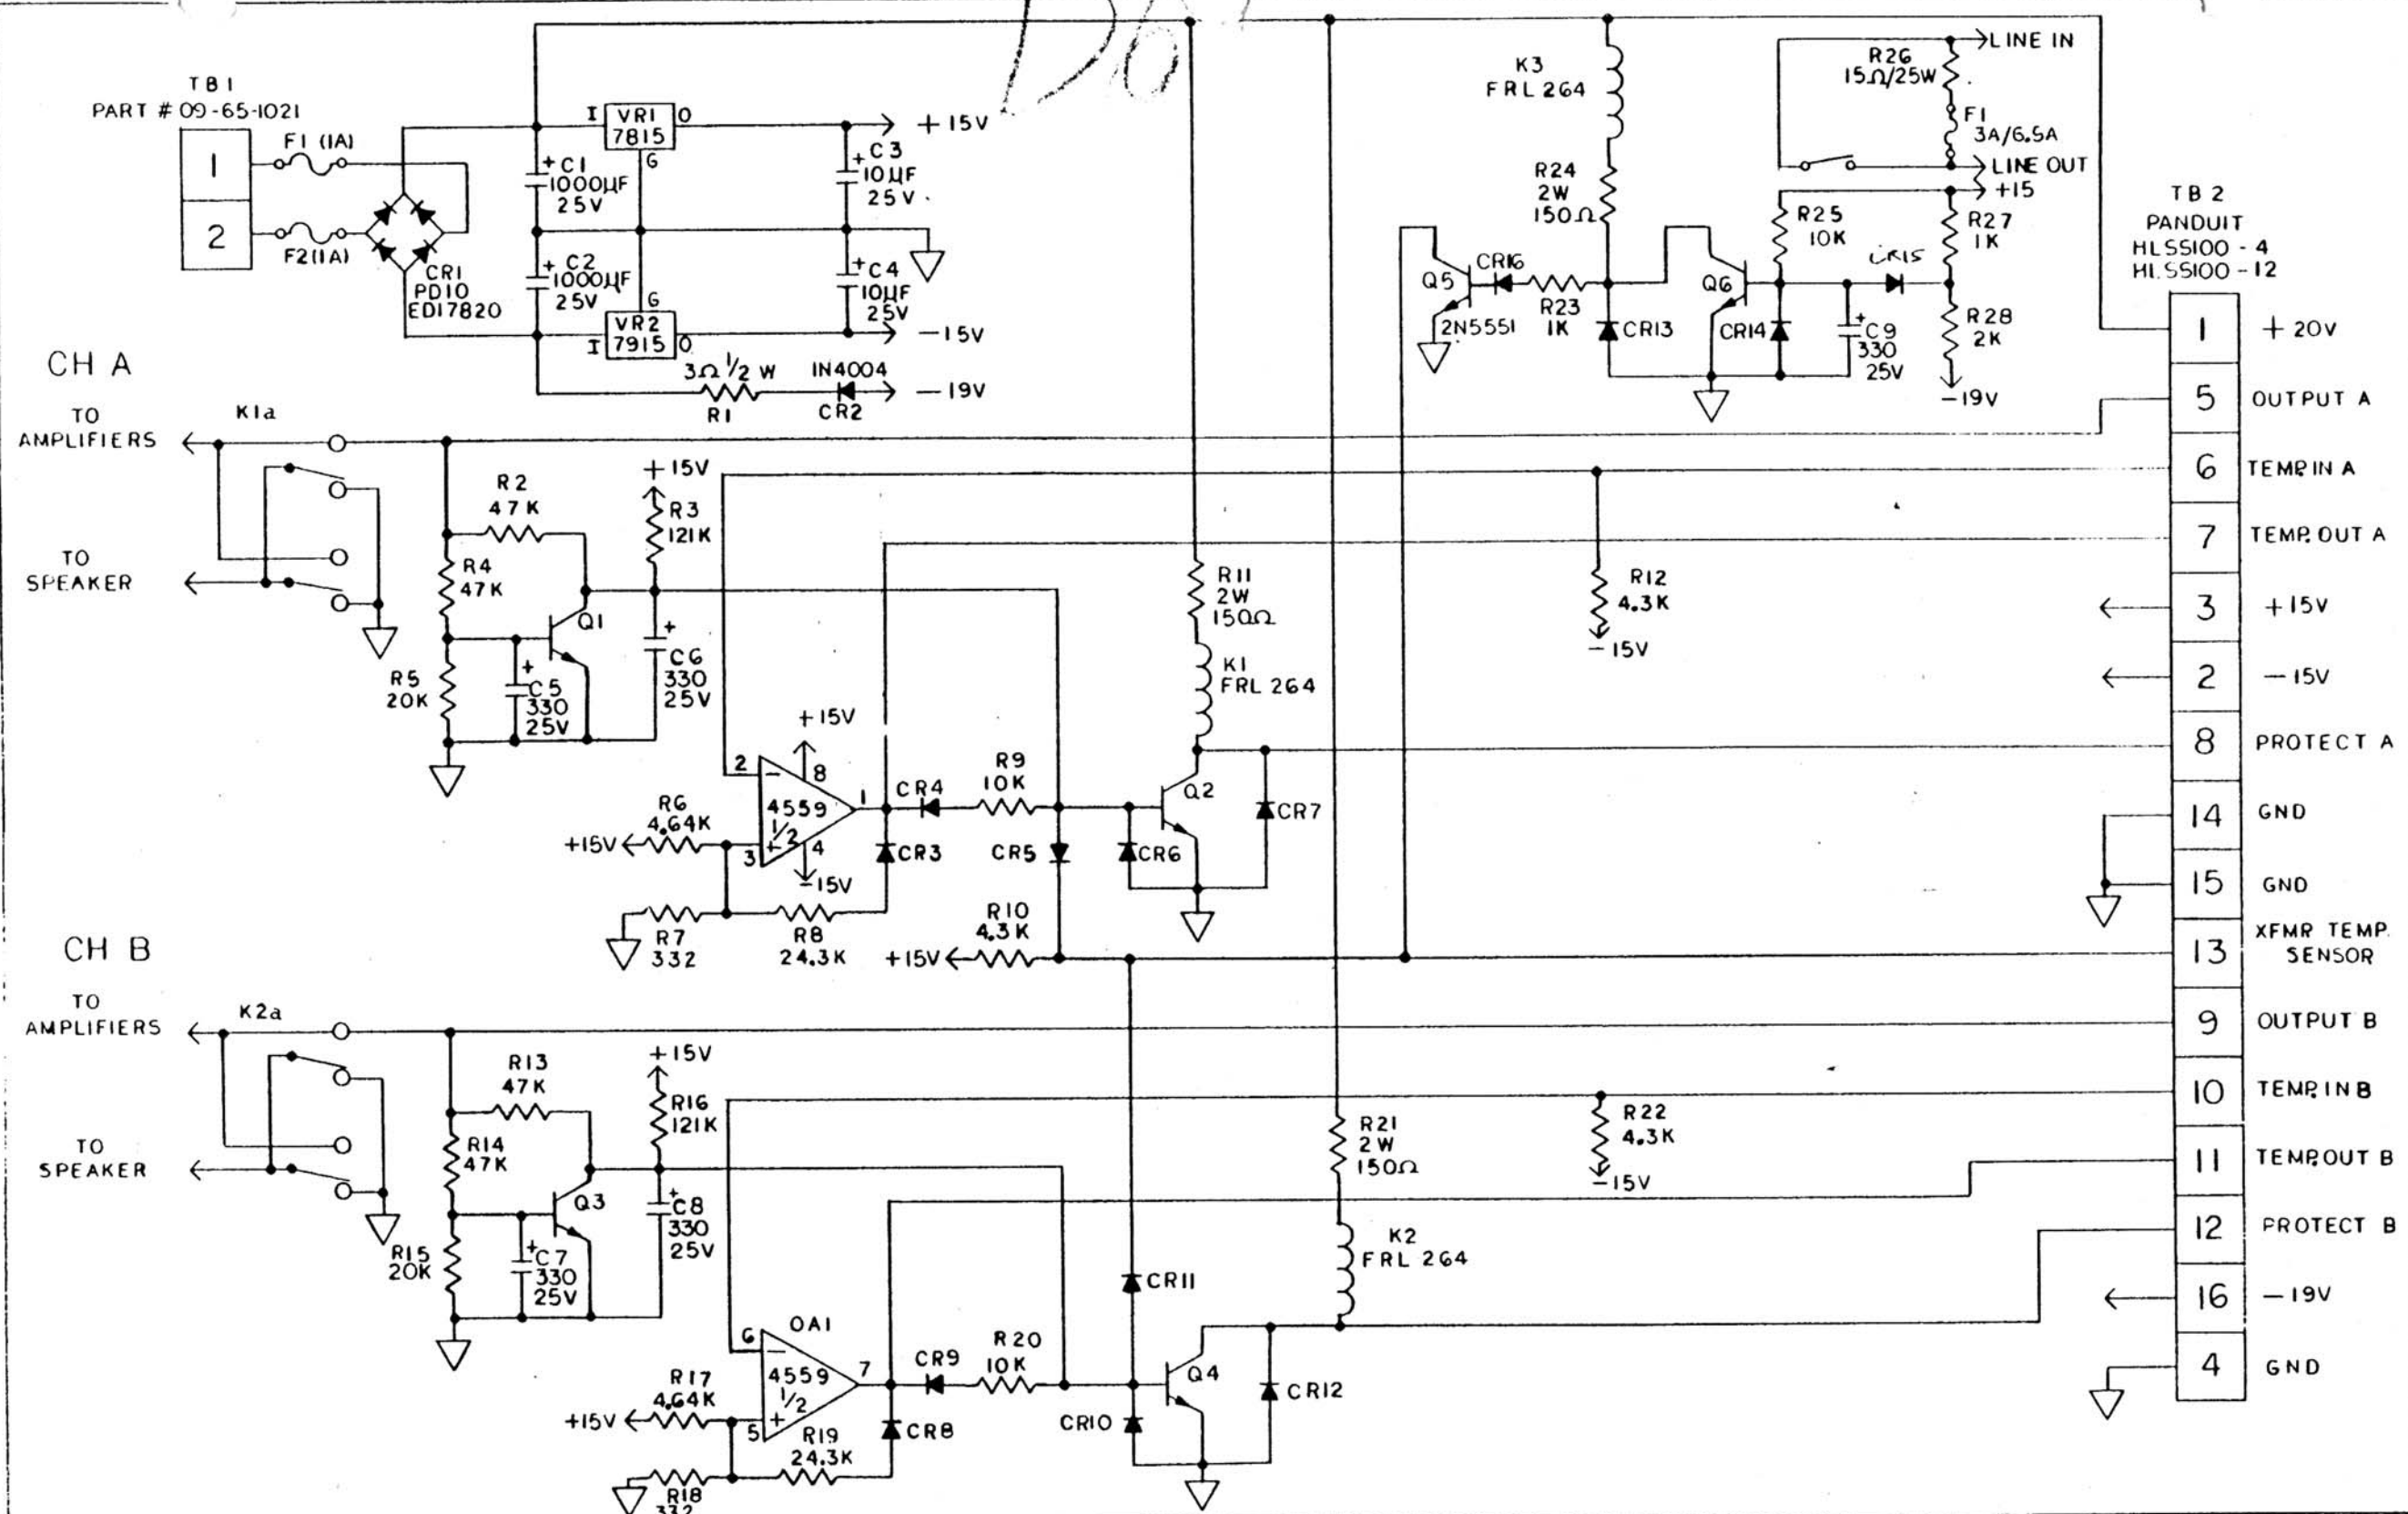 D6
TB1
PART # 09-65-1021
1
2
F1 (1A)
F2(1A)
CR1
PD10
EDI7820
I
VR1
7815
O
G
+15V
+ C1
1000µF
25V
+ C3
10µF
25V
+ C2
1000µF
25V
+ C4
10µF
25V
G
VR2
7915
I
O
-15V
3Ω 1/2 W
R1
IN4004
CR2
-19V
K3
FRL 264
R24
2W
150Ω
Q5
2N5551
CR16
R23
1K
CR13
Q6
CR14
R25
10K
+
C9
330
25V
CR15
R26
15Ω/25W
LINE IN
F1
3A/6.5A
LINE OUT
+15
R27
1K
R28
2K
-19V
CH A
TO
AMPLIFIERS
K1a
TO
SPEAKER
R2
47K
R4
47K
R5
20K
Q1
+
C5
330
25V
+15V
R3
121K
+
C6
330
25V
+15V
8
2
-
4559
1/2
1
3
+
4
-15V
R6
4.64K
+15V
R7
332
R8
24.3K
CR3
CR4
R9
10K
CR5
CR6
R10
4.3K
+15V
R11
2W
150Ω
K1
FRL 264
Q2
CR7
R12
4.3K
-15V
CH B
TO
AMPLIFIERS
K2a
TO
SPEAKER
R13
47K
R14
47K
R15
20K
Q3
+
C7
330
25V
+15V
R16
121K
+
C8
330
25V
OA1
6
-
4559
1/2
7
5
+
R17
4.64K
+15V
R18
332
R19
24.3K
CR8
CR9
R20
10K
CR10
CR11
Q4
CR12
R21
2W
150Ω
K2
FRL 264
R22
4.3K
-15V
TB 2
PANDUIT
HLSS100-4
HLSS100-12
1 +20V
5 OUTPUT A
6 TEMP. IN A
7 TEMP. OUT A
3 +15V
2 -15V
8 PROTECT A
14 GND
15 GND
13 XFMR TEMP.
SENSOR
9 OUTPUT B
10 TEMP. IN B
11 TEMP. OUT B
12 PROTECT B
16 -19V
4 GND